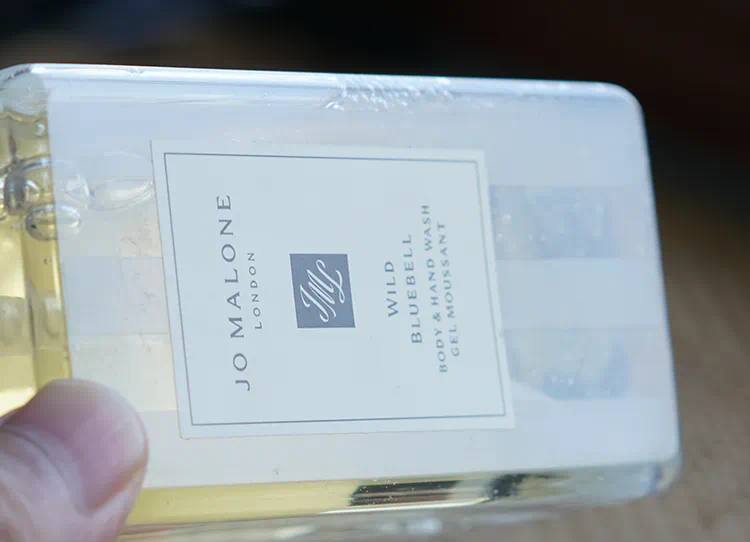 JO MALONE
LONDON
JML
WILD
BLUEBELL
BODY & HAND WASH
GEL MOUSSANT